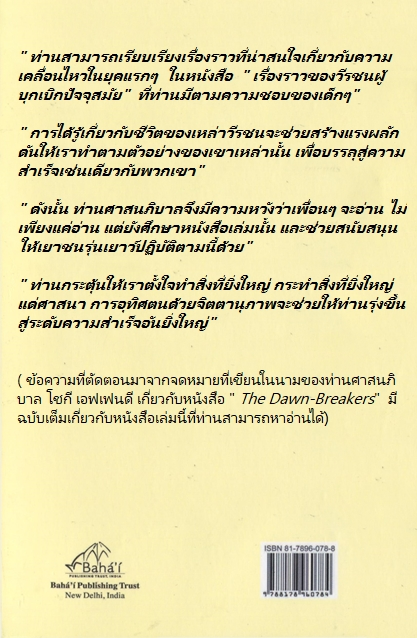 " ท่านสามารถเรียบเรียงเรื่องราวที่น่าสนใจเกี่ยวกับความ
เคลื่อนไหวในยุคแรกๆ ในหนังสือ " เรื่องราวของวีรชนผู้
บุกเบิกปัจจุสมัย" ที่ท่านมีตามความชอบของเด็กๆ"
" การได้รู้เกี่ยวกับชีวิตของเหล่าวีรชนจะช่วยสร้างแรงผลัก
ดันให้เราทำตามตัวอย่างของเขาเหล่านั้น เพื่อบรรลุสู่ความ
สำเร็จเช่นเดียวกับพวกเขา"
" ดังนั้น ท่านศาสนภิบาลจึงมีความหวังว่าเพื่อนๆ จะอ่าน ไม่
เพียงแค่อ่าน แต่ยังศึกษาหนังสือเล่มนั้น และช่วยสนับสนุน
ให้เยาชนรุ่นเยาว์ปฏิบัติตามนี้ด้วย"
" ท่านกระตุ้นให้เราตั้งใจทำสิ่งที่ยิ่งใหญ่ กระทำสิ่งที่ยิ่งใหญ่
แด่ศาสนา การอุทิศตนด้วยจิตตานุภาพจะช่วยให้ท่านรุ่งขึ้น
สู่ระดับความสำเร็จอันยิ่งใหญ่"
( ข้อความที่ตัดตอนมาจากจดหมายที่เขียนในนามของท่านศาสนภิ
บาล โชกี เอฟเฟนดี เกี่ยวกับหนังสือ " The Dawn-Breakers" มี
ฉบับเต็มเกี่ยวกับหนังสือเล่มนี้ที่ท่านสามารถหาอ่านได้)
Bahá'í
PUBLISHING TRUST, INDIA
Bahá'í Publishing Trust
New Delhi, India
ISBN 81-7896-078-8
9 788178 960784